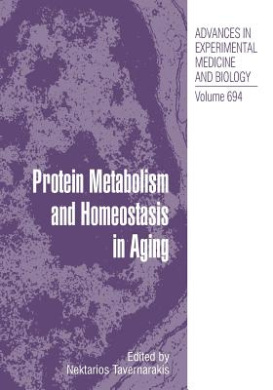 ADVANCES IN
EXPERIMENTAL
MEDICINE
AND BIOLOGY
Volume 694
Protein Metabolism
and Homeostasis
in Aging
Edited by
Nektarios Tavernarakis